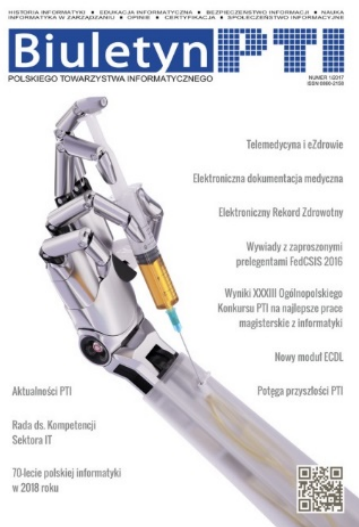 HISTORIA INFORMATYKI • EDUKACJA INFORMATYCZNA • BEZPIECZEŃSTWO INFORMACJI • NAUKA
INFORMATYKA W ZARZĄDZANIU • OPINIE • CERTYFIKACJA • SPOŁECZEŃSTWO INFORMACYJNE
Biuletyn PTI
POLSKIEGO TOWARZYSTWA INFORMATYCZNEGO
NUMER 1/2017
Telemedycyna i eZdrowie
Elektroniczna dokumentacja medyczna
Elektroniczny Rekord Zdrowotny
Wywiady z zaproszonymi
prelegentami FedCSIS 2016
Wyniki XXXIII Ogólnopolskiego
Konkursu PTI na najlepsze prace
magisterskie z informatyki
Nowy moduł ECDL
Potęga przyszłości PTI
Aktualności PTI
Rada ds. Kompetencji
Sektora IT
70-lecie polskiej informatyki
w 2018 roku